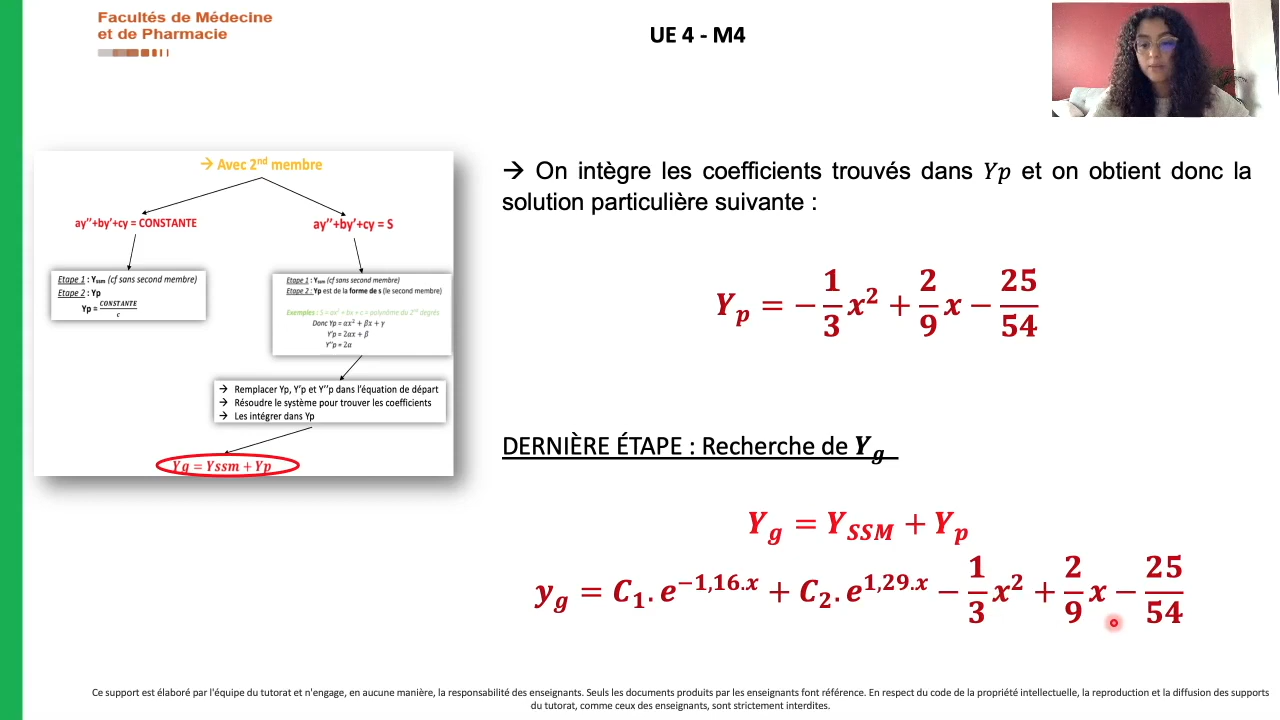 Facultés de Médecine
et de Pharmacie
UE 4 - M4
→ Avec 2nd membre
ay’’+by’+cy = CONSTANTE
ay’’+by’+cy = S
Etape 1 : Yssm (cf sans second membre)
Etape 2 : Yp
Yp = CONSTANTE/c
Etape 1 : Yssm (cf sans second membre)
Etape 2 : Yp est de la forme de s (le second membre)
Exemples : S = ax² + bx + c = polynôme du 2nd degrés
Donc Yp = αx² + βx + γ
Y'p = 2αx + β
Y''p = 2α
→ Remplacer Yp, Y’p et Y’’p dans l’équation de départ
→ Résoudre le système pour trouver les coefficients
→ Les intégrer dans Yp
Yg = Yssm + Yp
→ On intègre les coefficients trouvés dans Yp et on obtient donc la
solution particulière suivante :
Yp = − 1/3 x² + 2/9 x − 25/54
DERNIÈRE ÉTAPE : Recherche de Yg
Yg = YSSM + Yp
yg = C1. e^−1,16.x + C2. e^1,29.x − 1/3 x² + 2/9 x − 25/54
Ce support est élaboré par l'équipe du tutorat et n'engage, en aucune manière, la responsabilité des enseignants. Seuls les documents produits par les enseignants font référence. En respect du code de la propriété intellectuelle, la reproduction et la diffusion des supports
du tutorat, comme ceux des enseignants, sont strictement interdites.